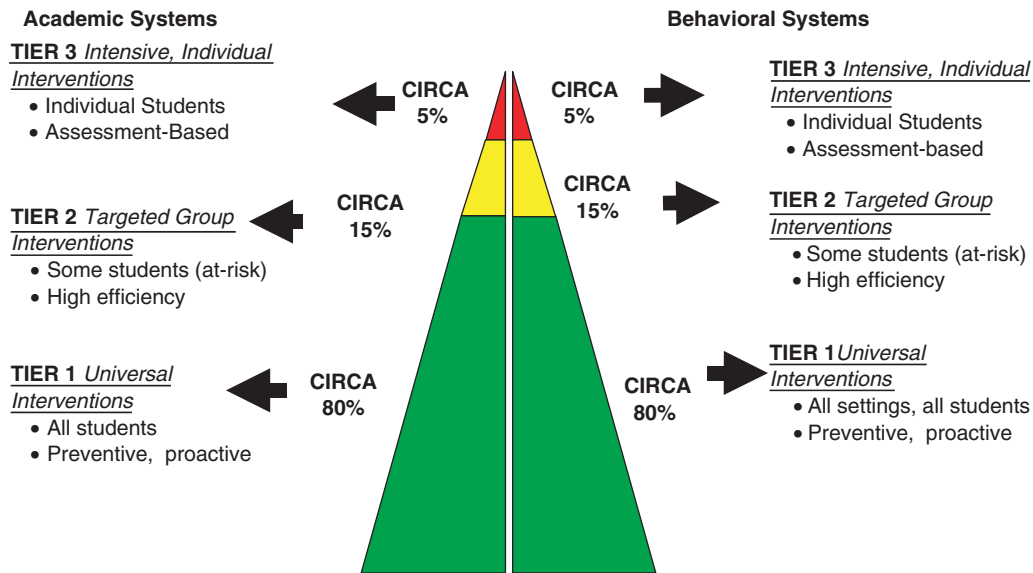 Academic Systems
TIER 3 Intensive, Individual
Interventions
• Individual Students
• Assessment-Based
CIRCA
5%
TIER 2 Targeted Group
Interventions
• Some students (at-risk)
• High efficiency
CIRCA
15%
TIER 1 Universal
Interventions
• All students
• Preventive, proactive
CIRCA
80%
Behavioral Systems
CIRCA
5%
TIER 3 Intensive, Individual
Interventions
• Individual Students
• Assessment-based
CIRCA
15%
TIER 2 Targeted Group
Interventions
• Some students (at-risk)
• High efficiency
CIRCA
80%
TIER 1Universal
Interventions
• All settings, all students
• Preventive, proactive